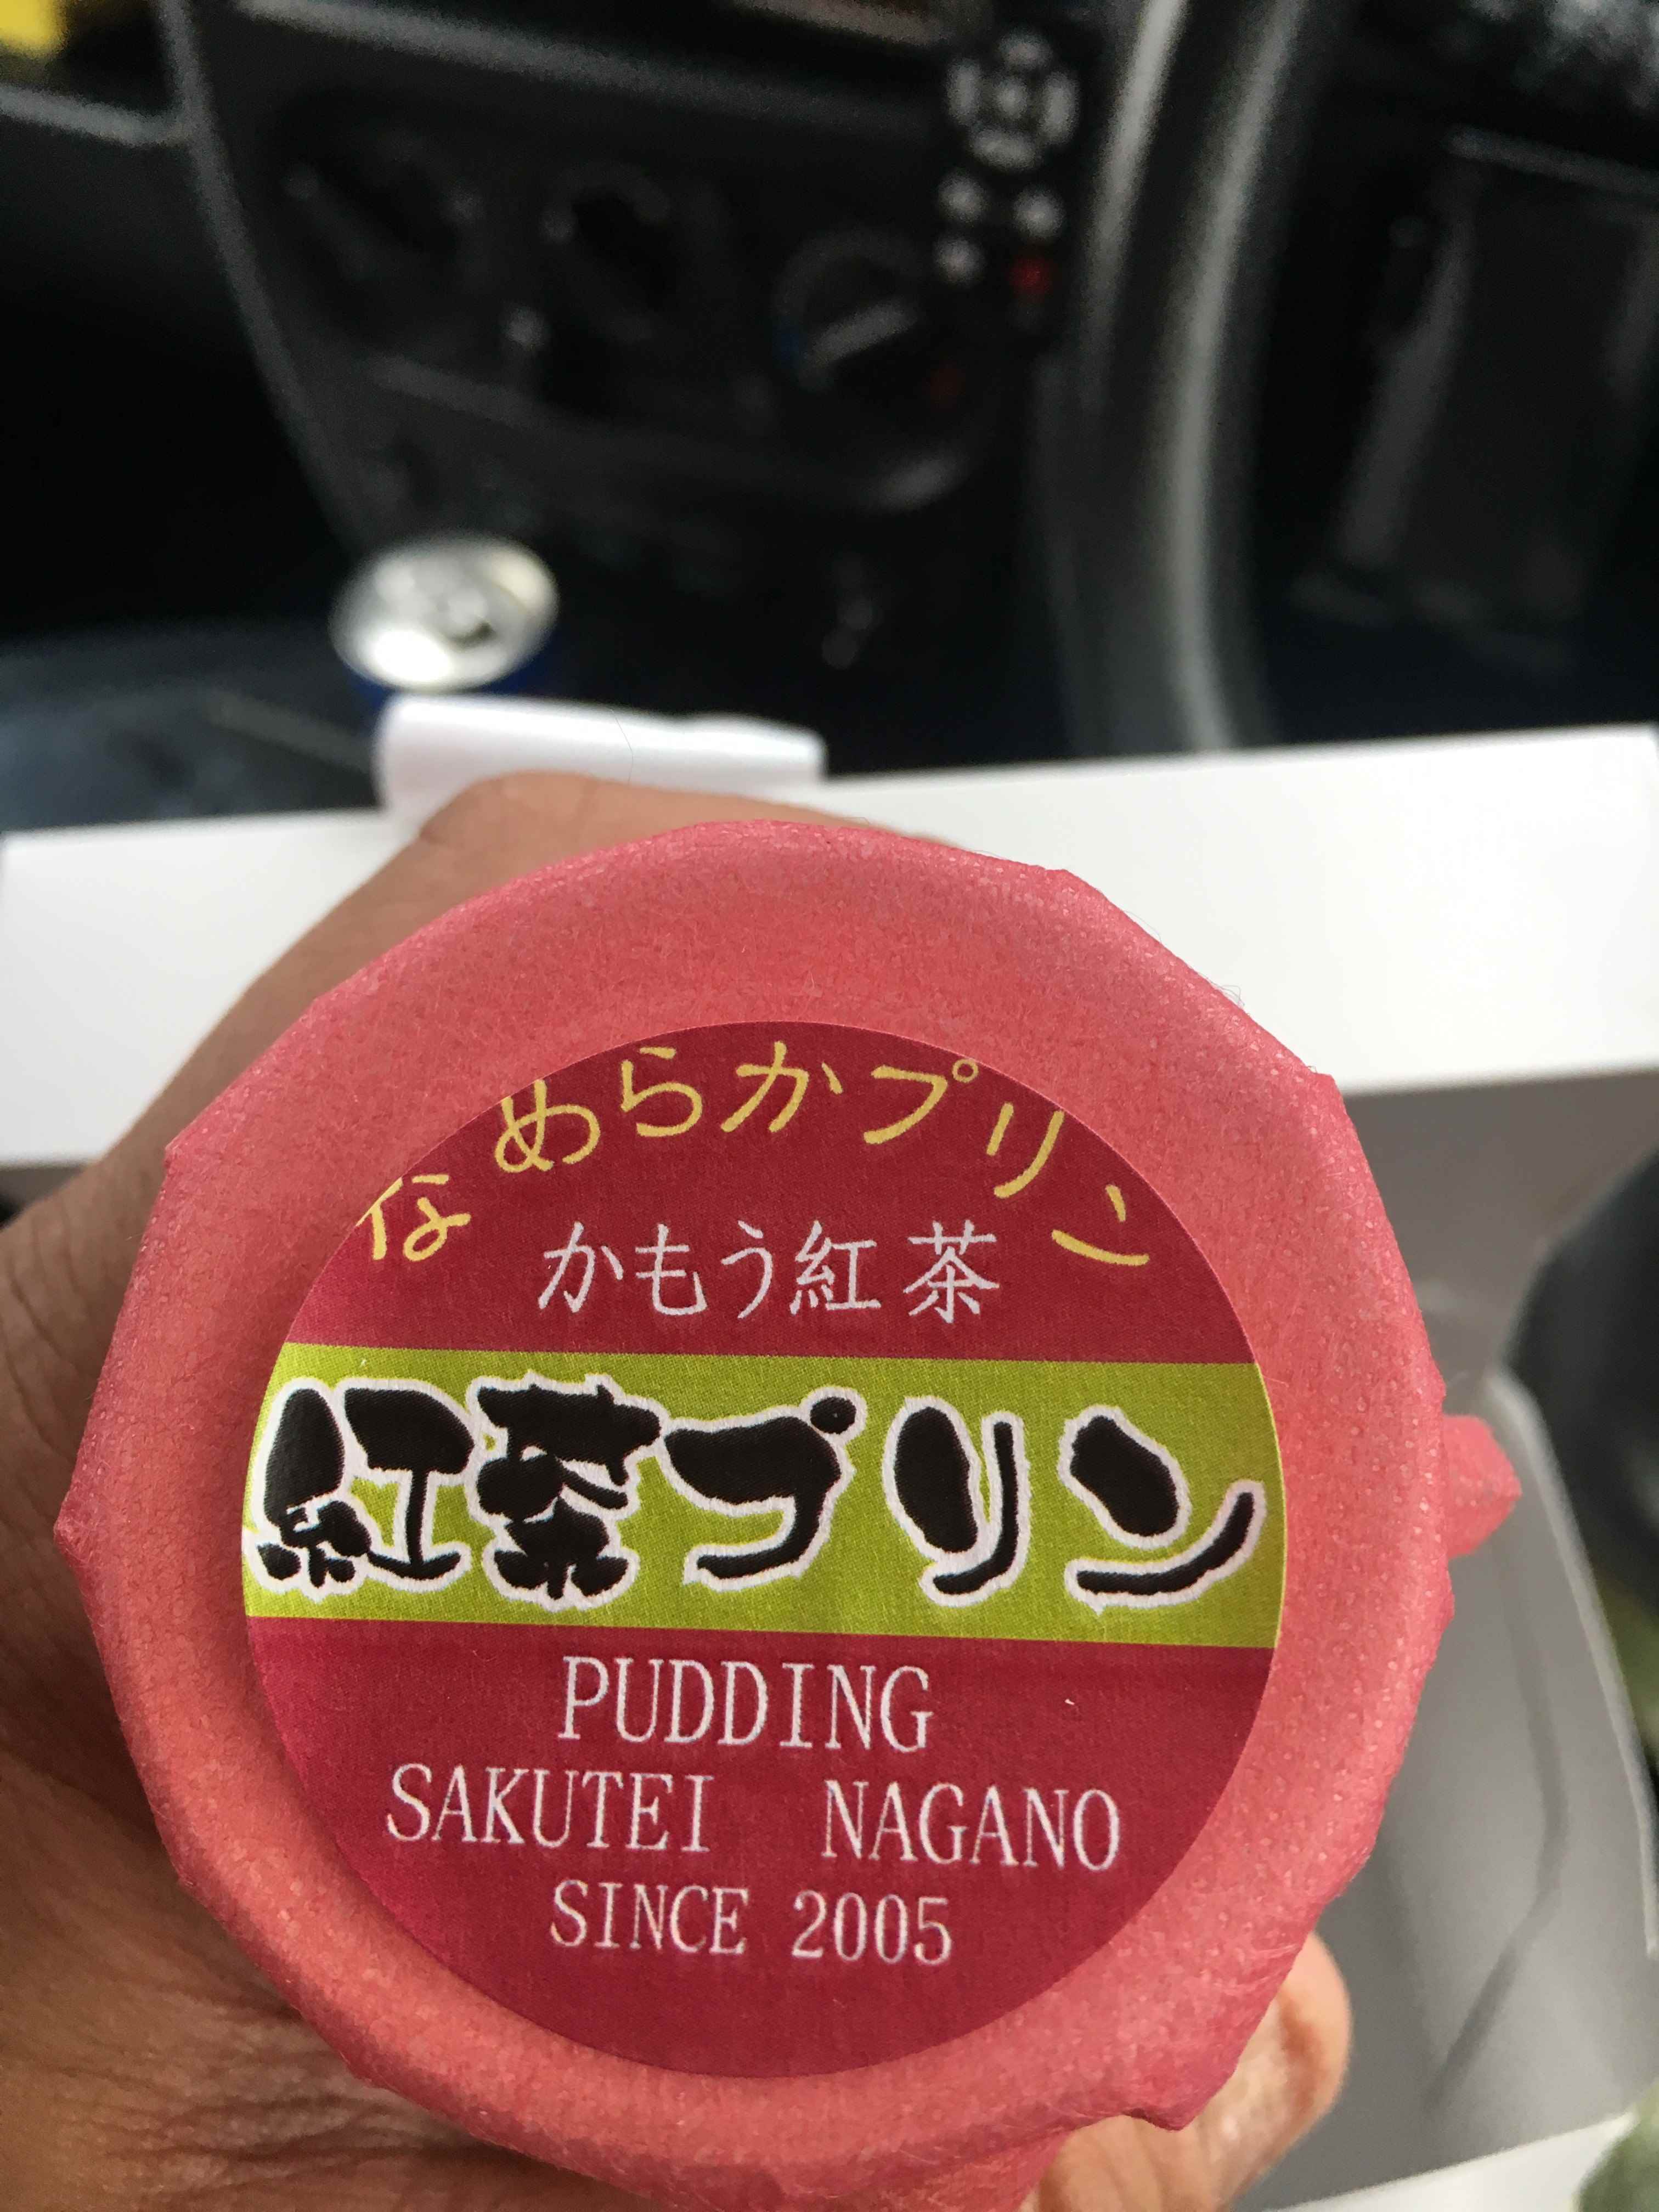 なめらかプリン
かもう紅茶
紅茶プリン
PUDDING
SAKUTEI NAGANO
SINCE 2005